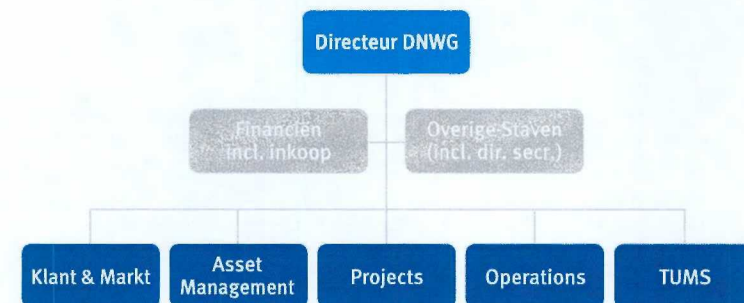 Directeur DNWG
Financiën
incl. inkoop
Overige Staven
(incl. dir. secr.)
Klant & Markt
Asset
Management
Projects
Operations
TUMS